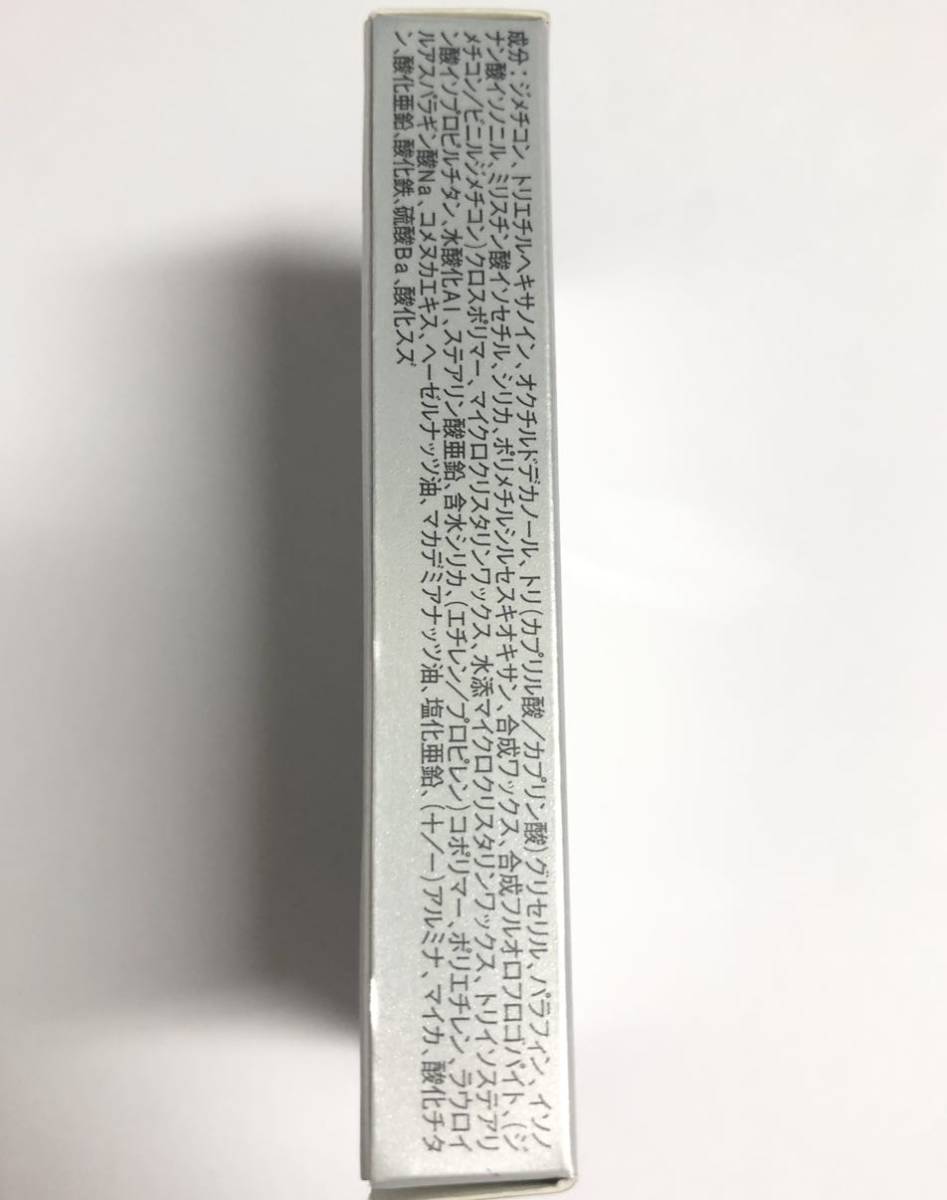 成分：ジメチコン、トリエチルヘキサノイン、オクチルドデカノール、トリ(カプリル酸／カプリン酸)グリセリル、パラフィン、イソノ
ナン酸イソノニル、ミリスチン酸イソセチル、シリカ、ポリメチルシルセスキオキサン、合成ワックス、合成フルオロフロゴパイト、(ジ
メチコン／ビニルジメチコン)クロスポリマー、マイクロクリスタリンワックス、水添マイクロクリスタリンワックス、トリイソステアリ
ン酸イソプロピルチタン、水酸化Al、ステアリン酸亜鉛、含水シリカ、(エチレン／プロピレン)コポリマー、ポリエチレン、ラウロイ
ルアスパラギン酸Na、コメヌカエキス、ヘーゼルナッツ油、マカデミアナッツ油、塩化亜鉛、(＋／－)アルミナ、マイカ、酸化チタ
ン、酸化亜鉛、酸化鉄、硫酸Ba、酸化スズ